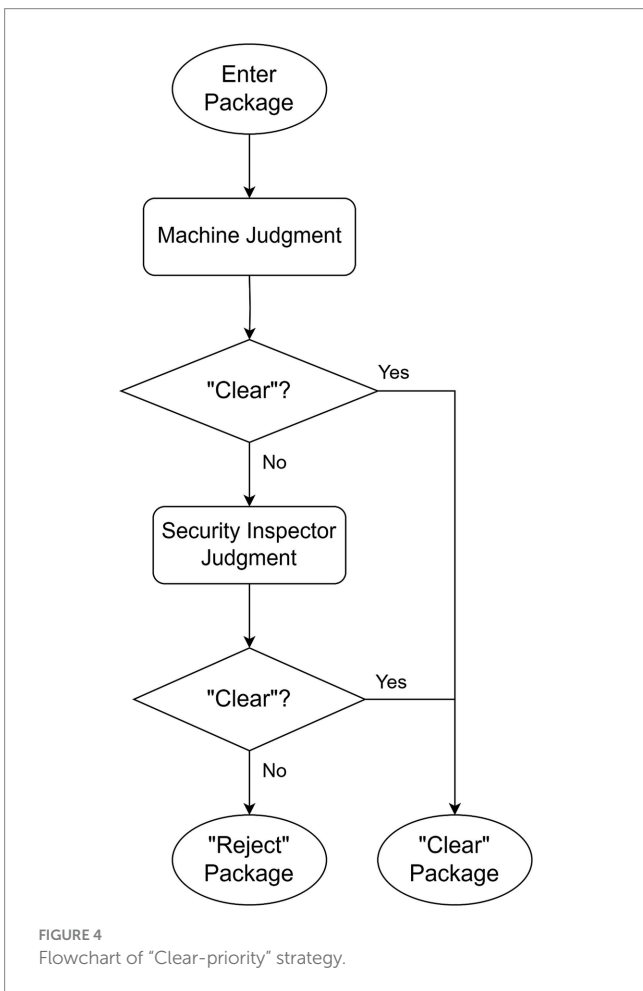 Enter
Package
Machine Judgment
"Clear"?
Yes
No
Security Inspector
Judgment
"Clear"?
Yes
No
"Reject"
Package
"Clear"
Package
FIGURE 4
Flowchart of “Clear-priority” strategy.